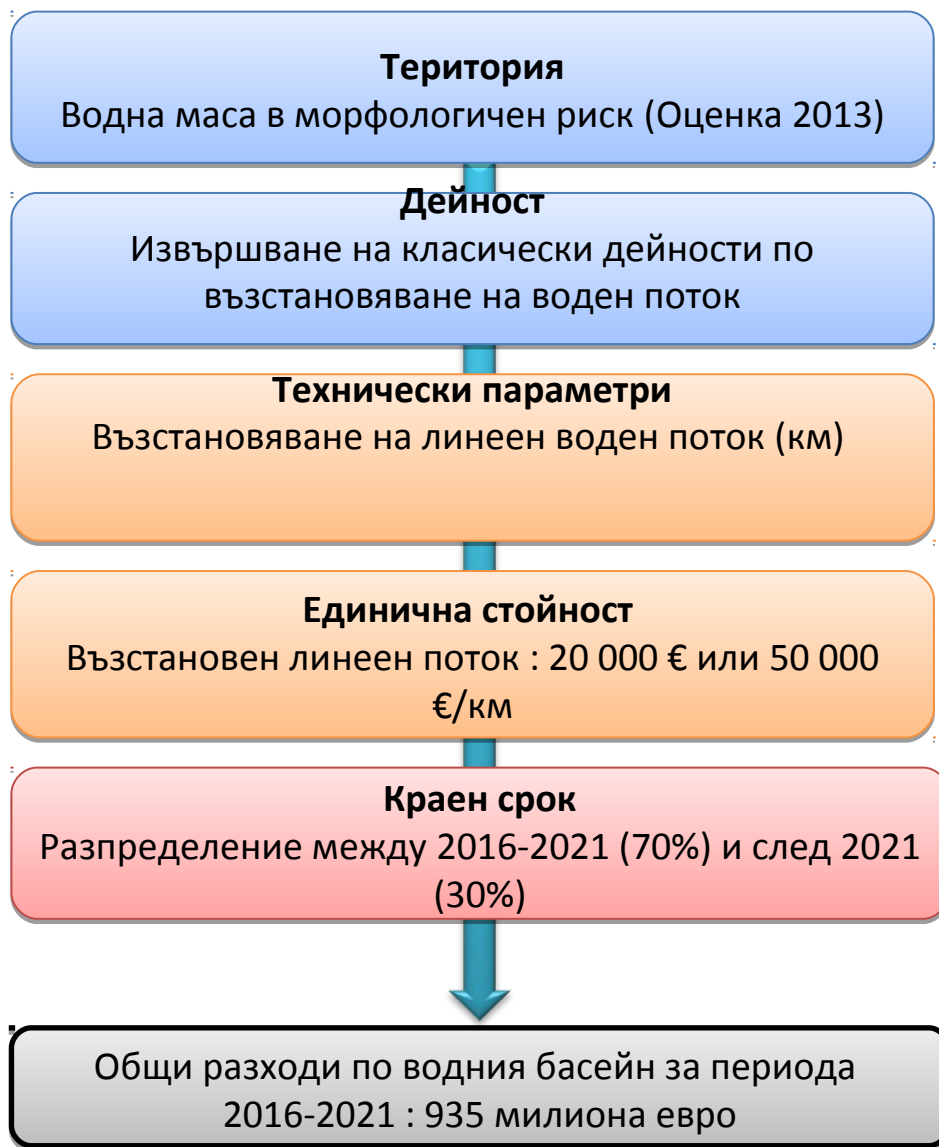 Територия
Водна маса в морфологичен риск (Оценка 2013)
Дейност
Извършване на класически дейности по
възстановяване на воден поток
Технически параметри
Възстановяване на линеен воден поток (км)
Единична стойност
Възстановен линеен поток : 20 000 € или 50 000
€/км
Краен срок
Разпределение между 2016-2021 (70%) и след 2021
(30%)
Общи разходи по водния басейн за периода
2016-2021 : 935 милиона евро